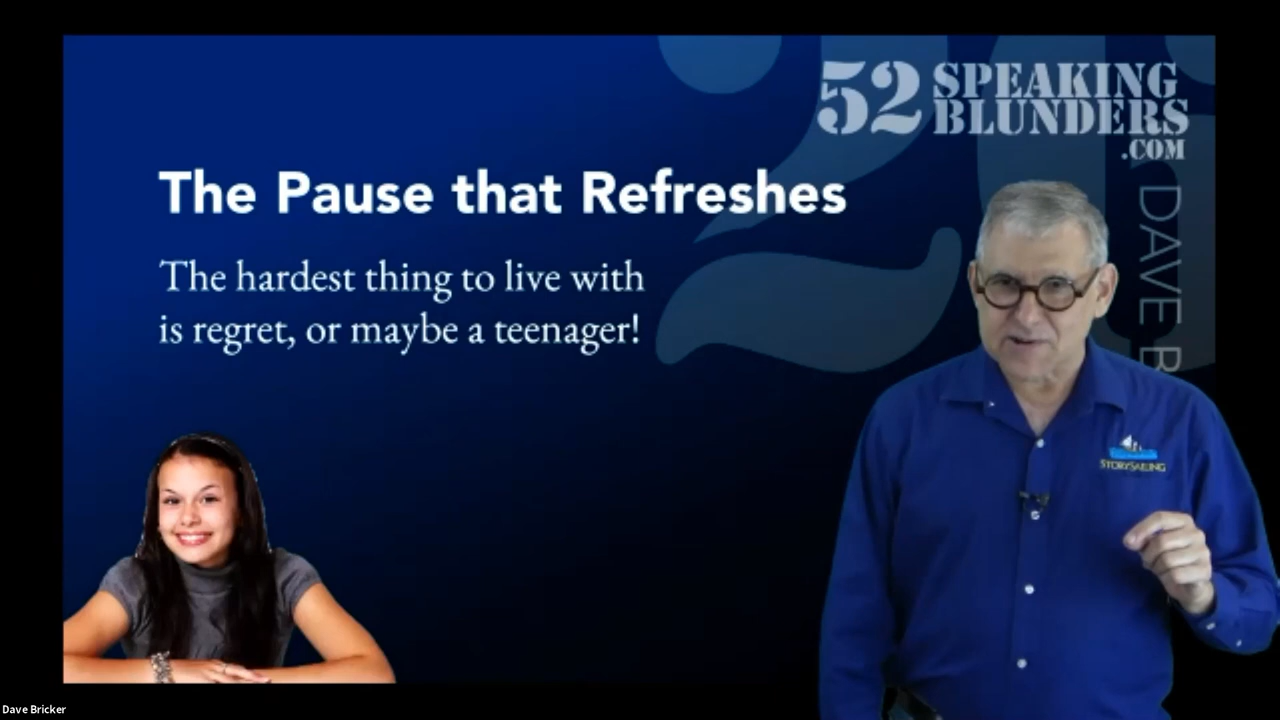 52 SPEAKING
BLUNDERS
.COM
The Pause that Refreshes
The hardest thing to live with
is regret, or maybe a teenager!
DAVE B
STORYSAILING
Dave Bricker